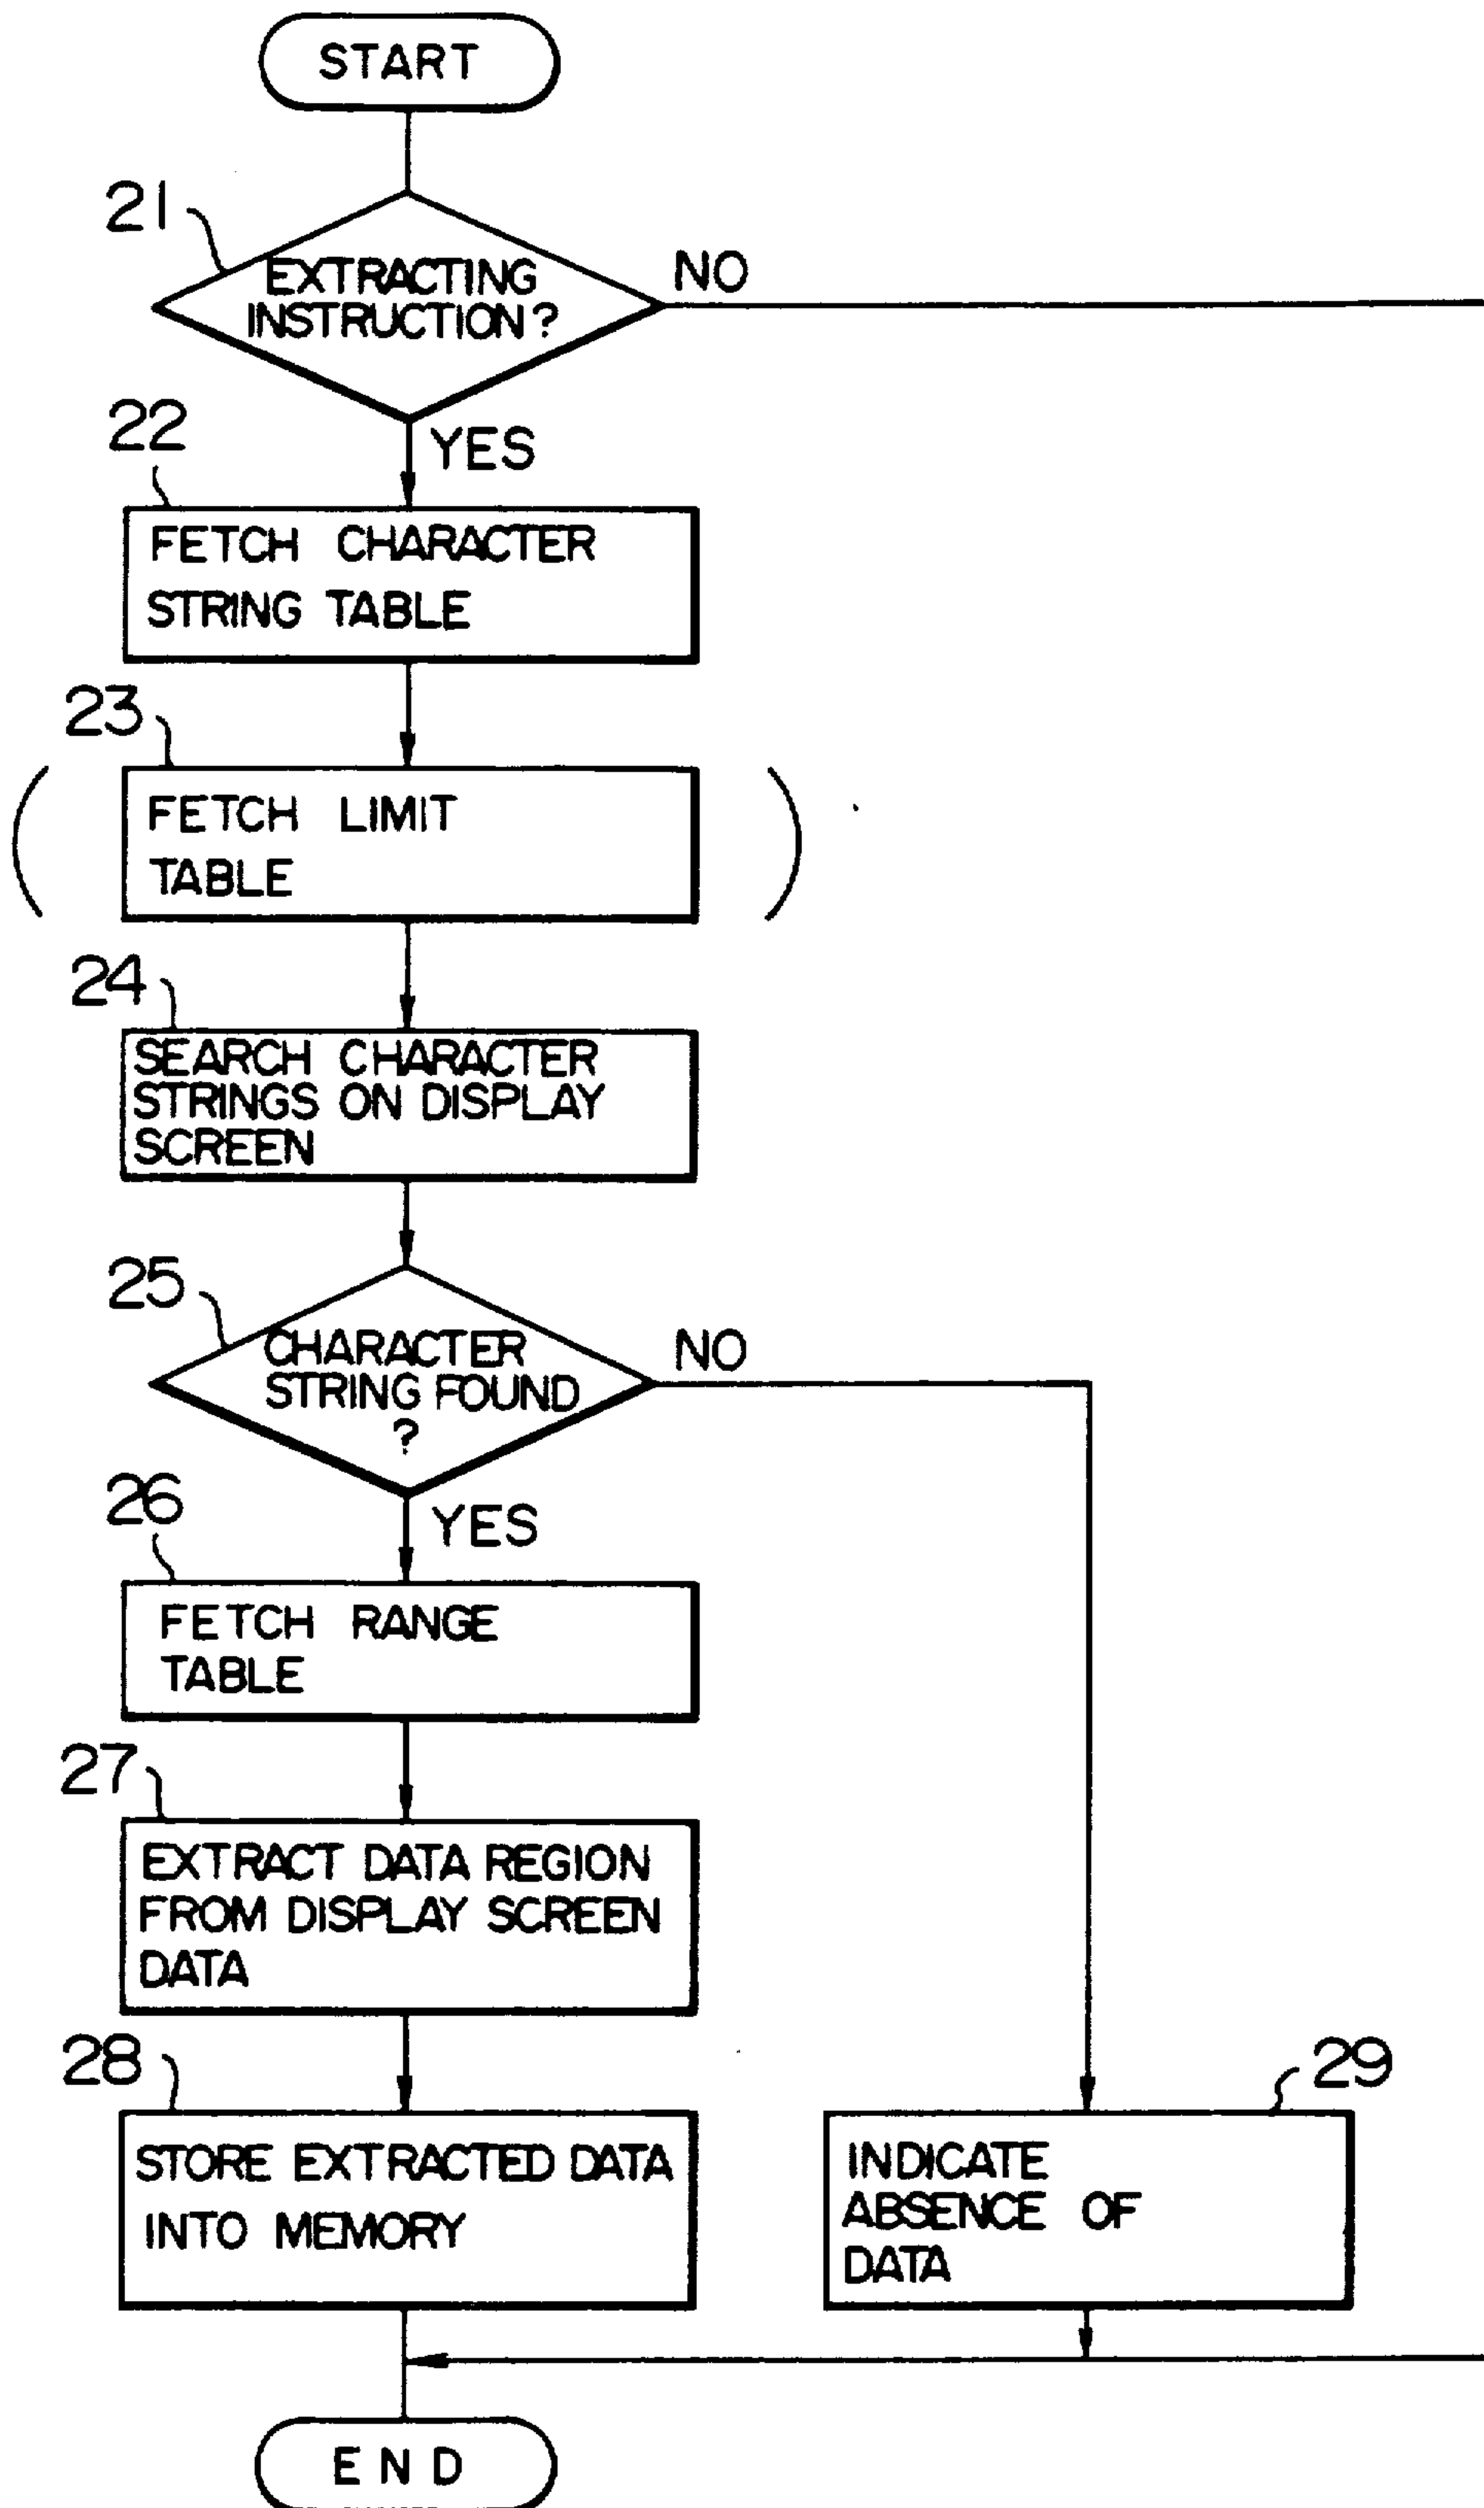 START
21
EXTRACTING
INSTRUCTION?
NO
YES
22
FETCH CHARACTER
STRING TABLE
23
FETCH LIMIT
TABLE
24
SEARCH CHARACTER
STRINGS ON DISPLAY
SCREEN
25
CHARACTER
STRING FOUND
?
NO
YES
26
FETCH RANGE
TABLE
27
EXTRACT DATA REGION
FROM DISPLAY SCREEN
DATA
28
STORE EXTRACTED DATA
INTO MEMORY
29
INDICATE
ABSENCE OF
DATA
END